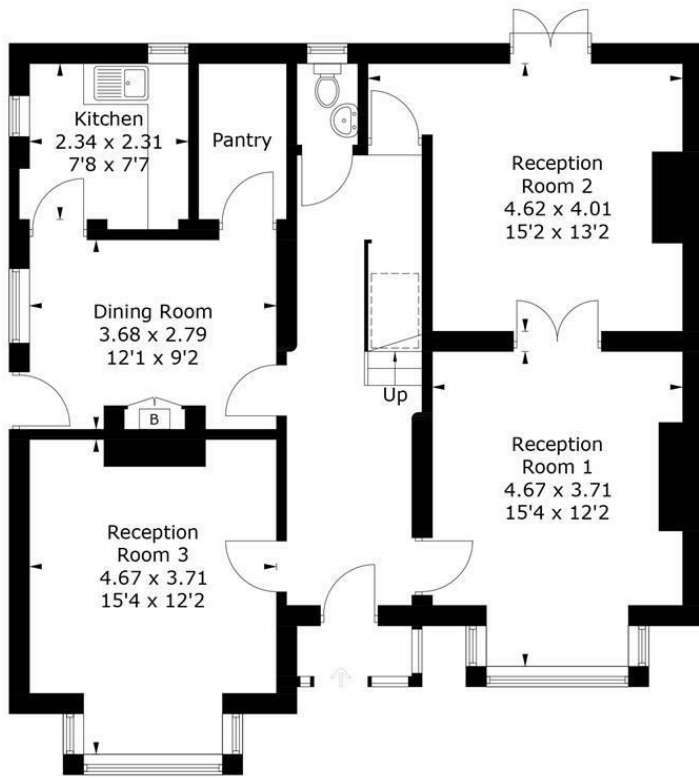 Kitchen
2.34 x 2.31
7'8 x 7'7
Pantry
Reception
Room 2
4.62 x 4.01
15'2 x 13'2
Dining Room
3.68 x 2.79
12'1 x 9'2
B
Up
Reception
Room 1
4.67 x 3.71
15'4 x 12'2
Reception
Room 3
4.67 x 3.71
15'4 x 12'2